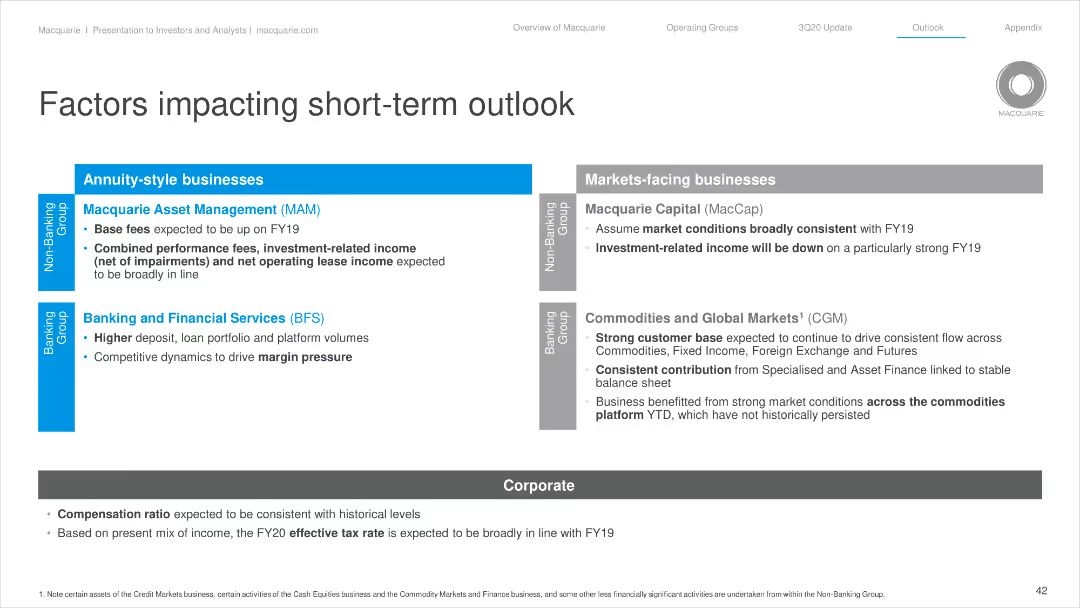 Macquarie | Presentation to Investors and Analysts | macquarie.com
Overview of Macquarie
Operating Groups
3Q20 Update
Outlook
Appendix
MACQUARIE
Factors impacting short-term outlook
Annuity-style businesses
Non-Banking
Group
Macquarie Asset Management (MAM)
• Base fees expected to be up on FY19
• Combined performance fees, investment-related income
(net of impairments) and net operating lease income expected
to be broadly in line
Banking
Group
Banking and Financial Services (BFS)
• Higher deposit, loan portfolio and platform volumes
• Competitive dynamics to drive margin pressure
Markets-facing businesses
Non-Banking
Group
Macquarie Capital (MacCap)
• Assume market conditions broadly consistent with FY19
• Investment-related income will be down on a particularly strong FY19
Banking
Group
Commodities and Global Markets1 (CGM)
• Strong customer base expected to continue to drive consistent flow across
Commodities, Fixed Income, Foreign Exchange and Futures
• Consistent contribution from Specialised and Asset Finance linked to stable
balance sheet
• Business benefitted from strong market conditions across the commodities
platform YTD, which have not historically persisted
Corporate
• Compensation ratio expected to be consistent with historical levels
• Based on present mix of income, the FY20 effective tax rate is expected to be broadly in line with FY19
1. Note certain assets of the Credit Markets business, certain activities of the Cash Equities business and the Commodity Markets and Finance business, and some other less financially significant activities are undertaken from within the Non-Banking Group.
42